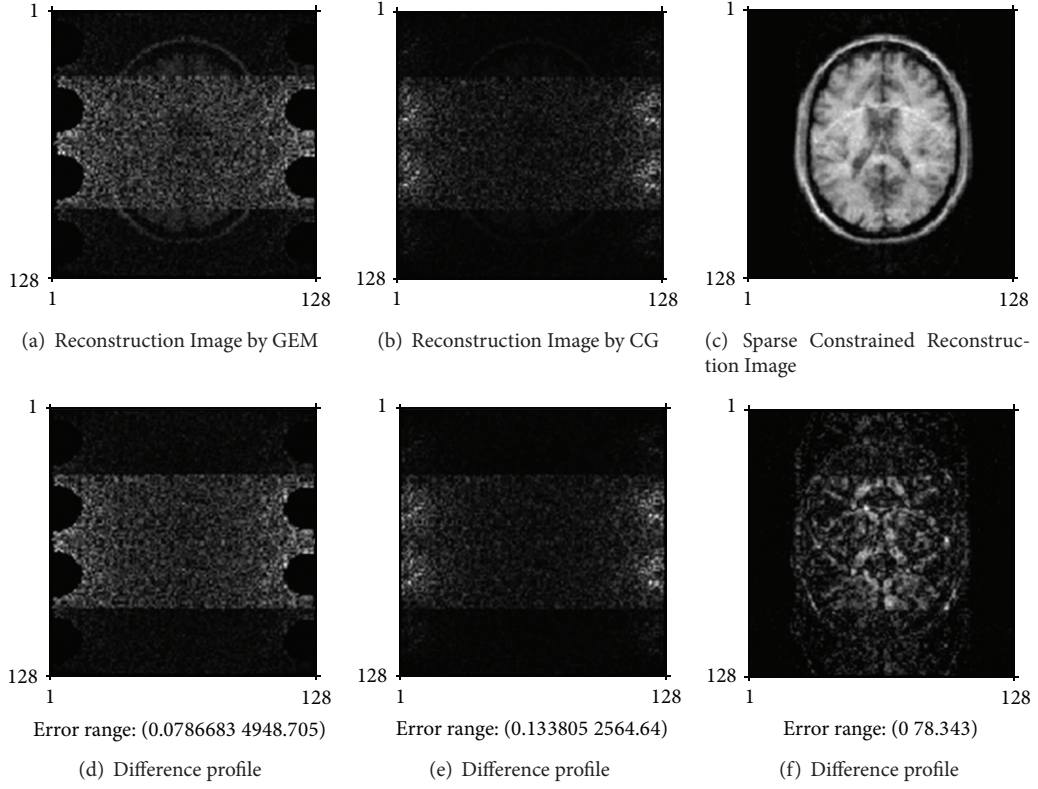 1
128
1
128
(a) Reconstruction Image by GEM
1
128
1
128
(b) Reconstruction Image by CG
1
128
1
128
(c) Sparse Constrained Reconstruc-
tion Image
1
128
1
128
Error range: (0.0786683 4948.705)
(d) Difference profile
1
128
1
128
Error range: (0.133805 2564.64)
(e) Difference profile
1
128
1
128
Error range: (0 78.343)
(f) Difference profile